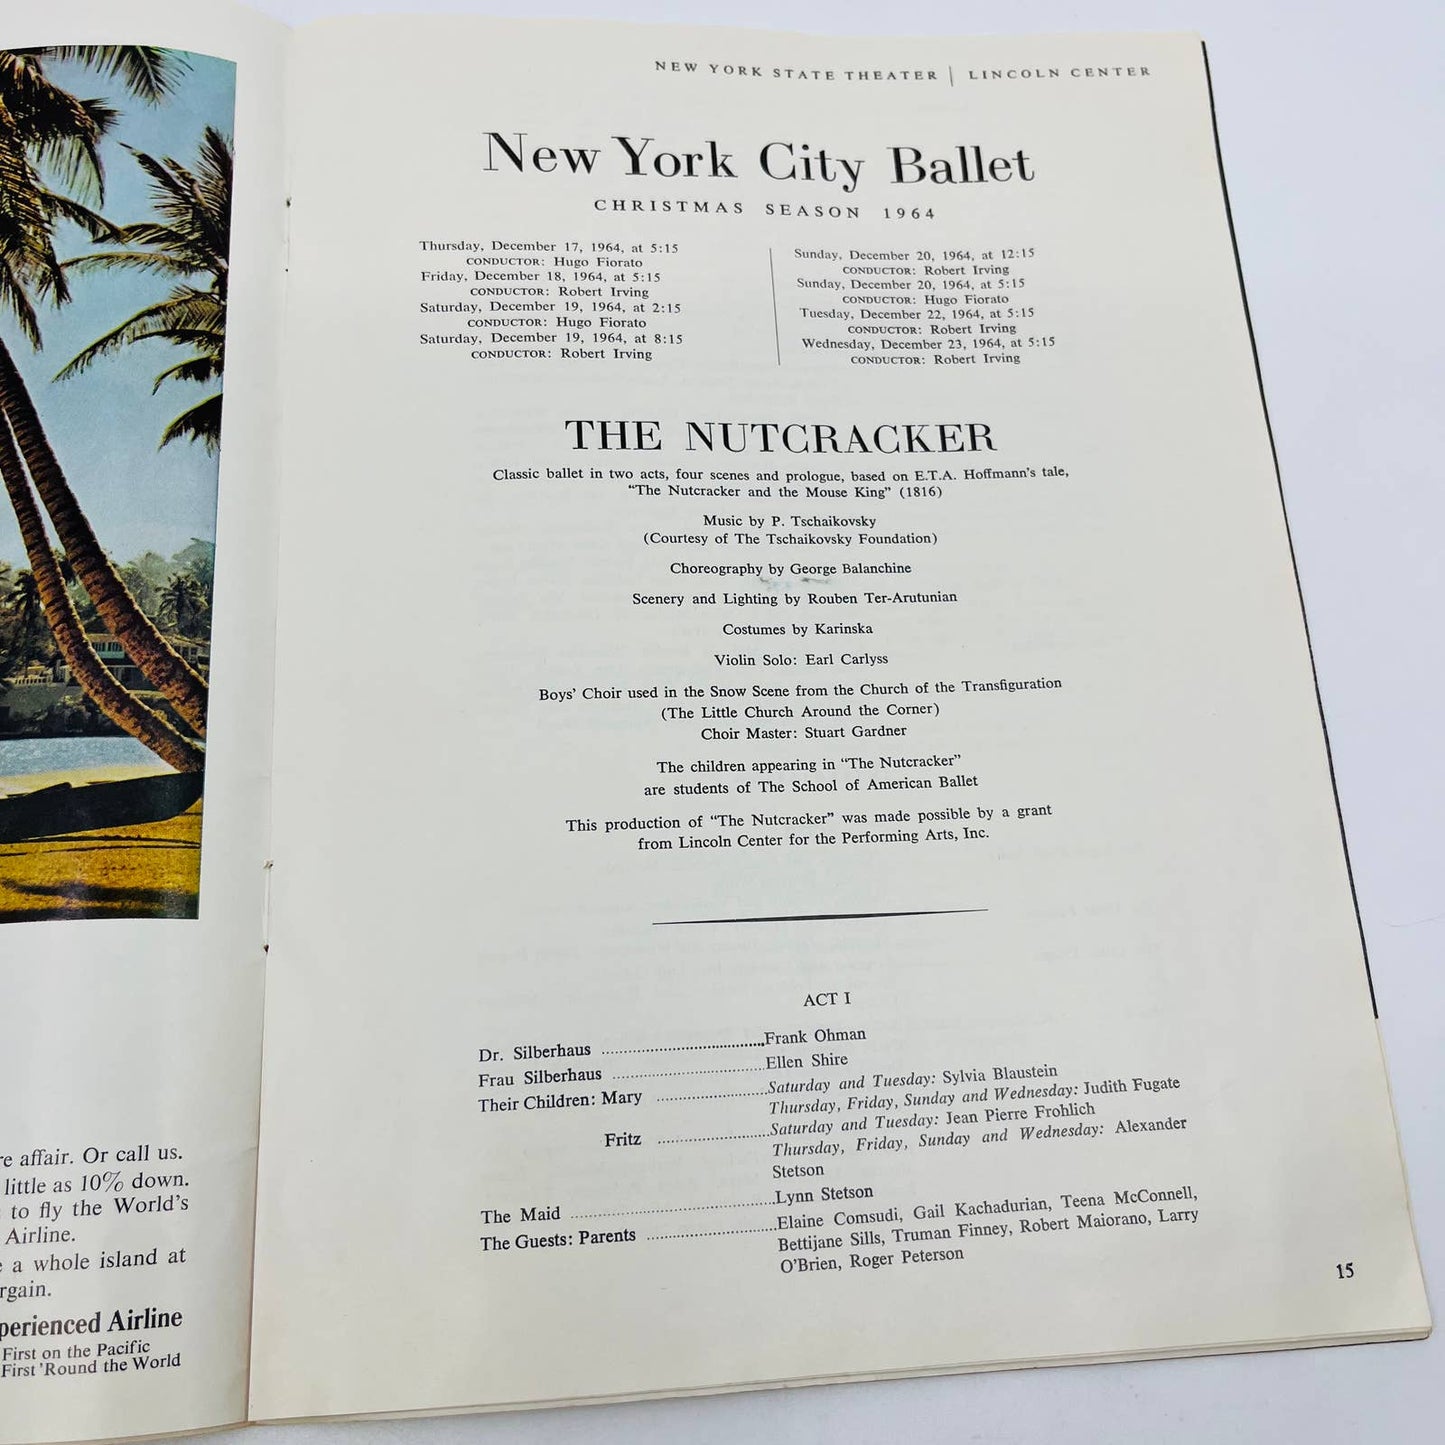 re affair. Or call us.
little as 10% down.
to fly the World's
Airline.
a whole island at
rgain.
perienced Airline
First on the Pacific
First 'Round the World
NEW YORK STATE THEATER | LINCOLN CENTER
New York City Ballet
CHRISTMAS SEASON 1964
Thursday, December 17, 1964, at 5:15
CONDUCTOR: Hugo Fiorato
Friday, December 18, 1964, at 5:15
CONDUCTOR: Robert Irving
Saturday, December 19, 1964, at 2:15
CONDUCTOR: Hugo Fiorato
Saturday, December 19, 1964, at 8:15
CONDUCTOR: Robert Irving
Sunday, December 20, 1964, at 12:15
CONDUCTOR: Robert Irving
Sunday, December 20, 1964, at 5:15
CONDUCTOR: Hugo Fiorato
Tuesday, December 22, 1964, at 5:15
CONDUCTOR: Robert Irving
Wednesday, December 23, 1964, at 5:15
CONDUCTOR: Robert Irving
THE NUTCRACKER
Classic ballet in two acts, four scenes and prologue, based on E.T.A. Hoffmann's tale,
"The Nutcracker and the Mouse King" (1816)
Music by P. Tschaikovsky
(Courtesy of The Tschaikovsky Foundation)
Choreography by George Balanchine
Scenery and Lighting by Rouben Ter-Arutunian
Costumes by Karinska
Violin Solo: Earl Carlyss
Boys' Choir used in the Snow Scene from the Church of the Transfiguration
(The Little Church Around the Corner)
Choir Master: Stuart Gardner
The children appearing in "The Nutcracker"
are students of The School of American Ballet
This production of "The Nutcracker" was made possible by a grant
from Lincoln Center for the Performing Arts, Inc.
ACT I
Dr. Silberhaus ........ Frank Ohman
Frau Silberhaus ........ Ellen Shire
Their Children: Mary ........ Saturday and Tuesday: Sylvia Blaustein
Thursday, Friday, Sunday and Wednesday: Judith Fugate
Fritz ........ Saturday and Tuesday: Jean Pierre Frohlich
Thursday, Friday, Sunday and Wednesday: Alexander
Stetson
The Maid ........ Lynn Stetson
The Guests: Parents ........ Elaine Comsudi, Gail Kachadurian, Teena McConnell,
Bettijane Sills, Truman Finney, Robert Maiorano, Larry
O'Brien, Roger Peterson
15